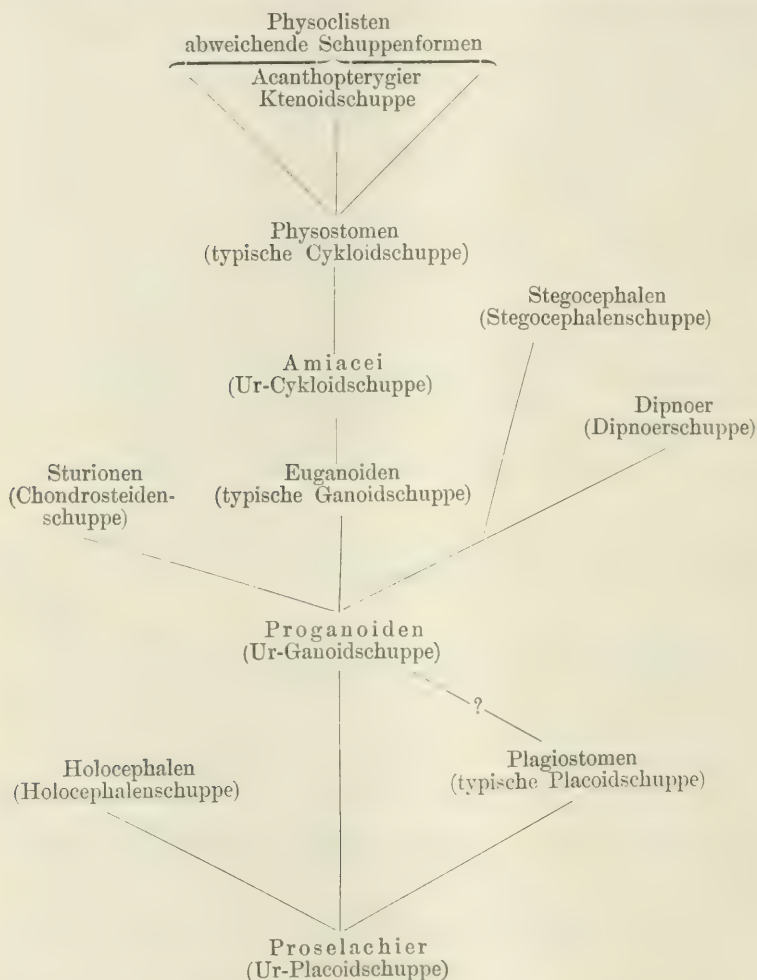 Physoclisten
abweichende Schuppenformen
Acanthopterygier
Ktenoidschuppe
Physostomen
(typische Cykloidschuppe)
Stegocephalen
(Stegocephalenschuppe)
Amiacei
(Ur-Cykloidschuppe)
Dipnoer
(Dipnoerschuppe)
Sturionen
(Chondrosteiden-
schuppe)
Euganoiden
(typische Ganoidschuppe)
Proganoiden
(Ur-Ganoidschuppe)
?
Holocephalen
(Holocephalenschuppe)
Plagiostomen
(typische Placoidschuppe)
Proselachier
(Ur-Placoidschuppe)